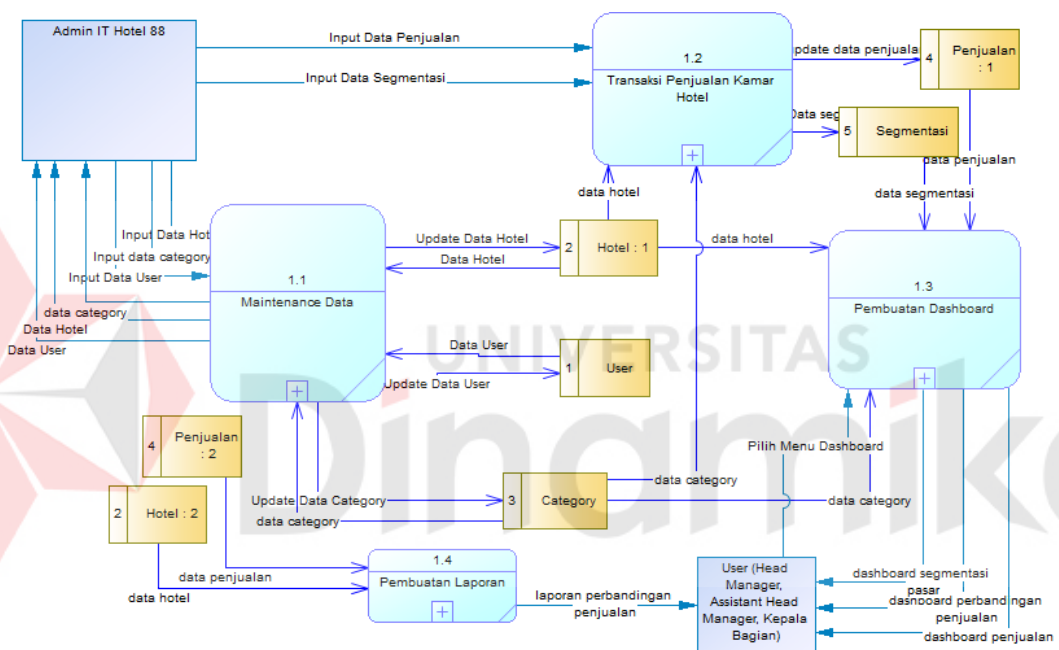 Admin IT Hotel 88
Input Data Penjualan
Input Data Segmentasi
1.2
Transaksi Penjualan Kamar
Hotel
pdate data penjuala
4
Penjualan
: 1
Data seg
5
Segmentasi
data penjualan
data segmentasi
data hotel
Input Data Hot
Input data category
Input Data User
1.1
Maintenance Data
Update Data Hotel
Data Hotel
2
Hotel : 1
data hotel
1.3
Pembuatan Dashboard
data category
Data Hotel
Data User
Data User
Update Data User
1
User
UNIVERSITAS
Dinamika
4
Penjualan
: 2
2
Hotel : 2
Update Data Category
data category
3
Category
data category
data category
Pilih Menu Dashboard
data penjualan
data hotel
1.4
Pembuatan Laporan
laporan perbandingan
penjualan
User (Head
Manager,
Assistant Head
Manager, Kepala
Bagian)
dashboard segmentasi
pasar
dashboard perbandingan
penjualan
dashboard penjualan